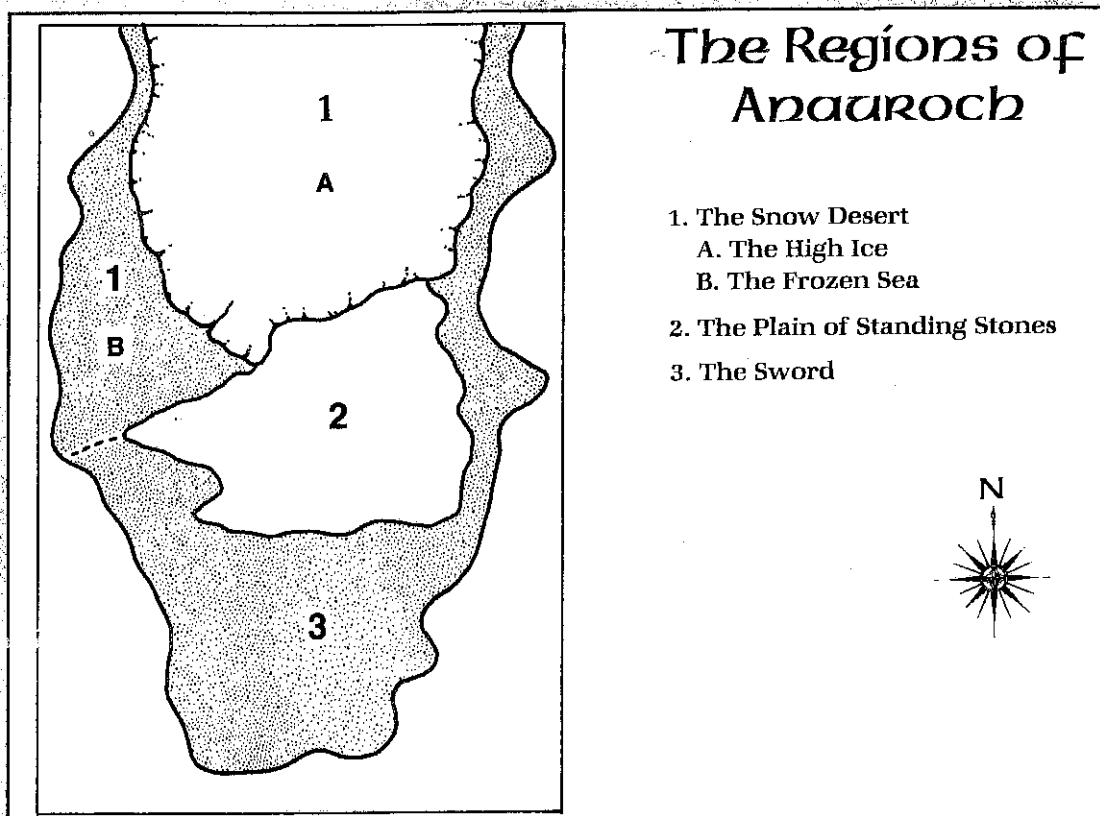 The Regions of
Anauroch
1
A
1. The Snow Desert
A. The High Ice
B. The Frozen Sea
2. The Plain of Standing Stones
3. The Sword
1
B
2
N
3